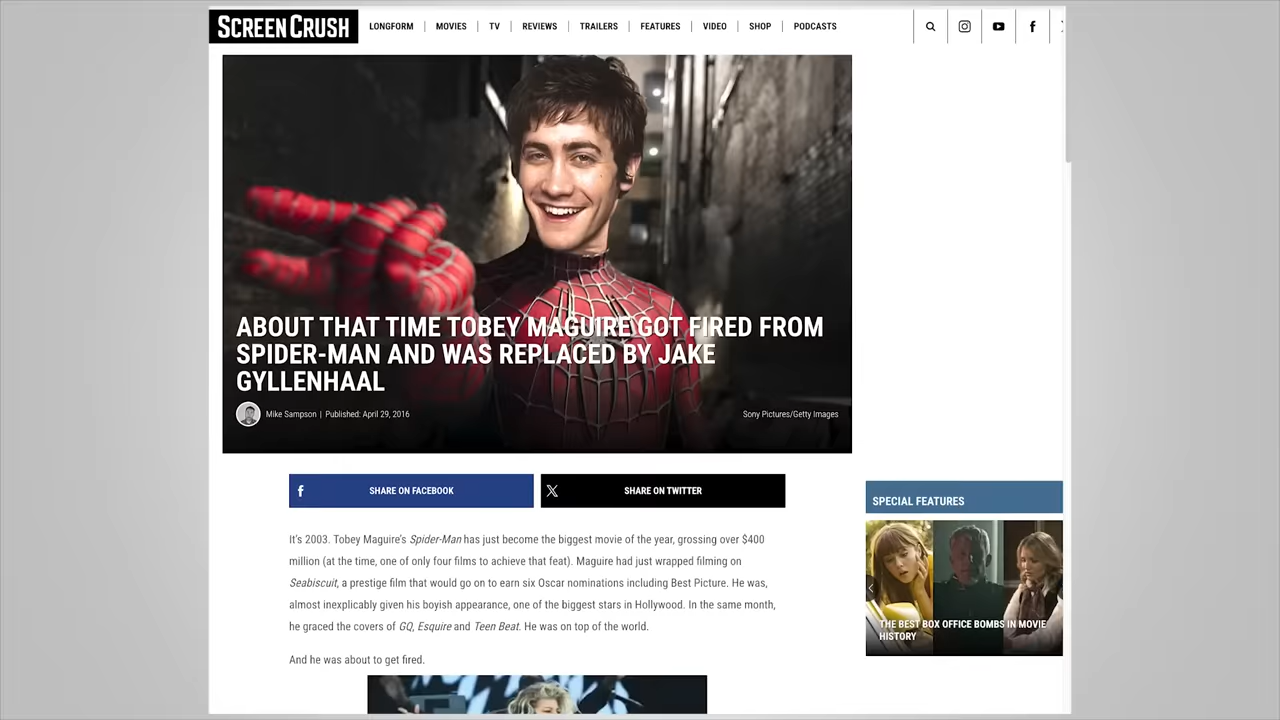 SCREENCRUSH
LONGFORM | MOVIES | TV | REVIEWS | TRAILERS | FEATURES | VIDEO | SHOP | PODCASTS
ABOUT THAT TIME TOBEY MAGUIRE GOT FIRED FROM
SPIDER-MAN AND WAS REPLACED BY JAKE
GYLLENHAAL
Mike Sampson | Published: April 29, 2016
Sony Pictures/Getty Images
SHARE ON FACEBOOK
SHARE ON TWITTER
It's 2003. Tobey Maguire's Spider-Man has just become the biggest movie of the year, grossing over $400
million (at the time, one of only four films to achieve that feat). Maguire had just wrapped filming on
Seabiscuit, a prestige film that would go on to earn six Oscar nominations including Best Picture. He was,
almost inexplicably given his boyish appearance, one of the biggest stars in Hollywood. In the same month,
he graced the covers of GQ, Esquire and Teen Beat. He was on top of the world.
And he was about to get fired.
SPECIAL FEATURES
THE BEST BOX OFFICE BOMBS IN MOVIE
HISTORY